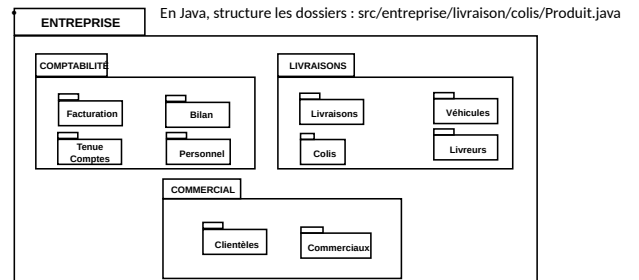 En Java, structure les dossiers : src/entreprise/livraison/colis/Produit.java
ENTREPRISE
COMPTABILITÉ
Facturation
Bilan
Tenue
Comptes
Personnel
LIVRAISONS
Livraisons
Véhicules
Colis
Livreurs
COMMERCIAL
Clientèles
Commerciaux